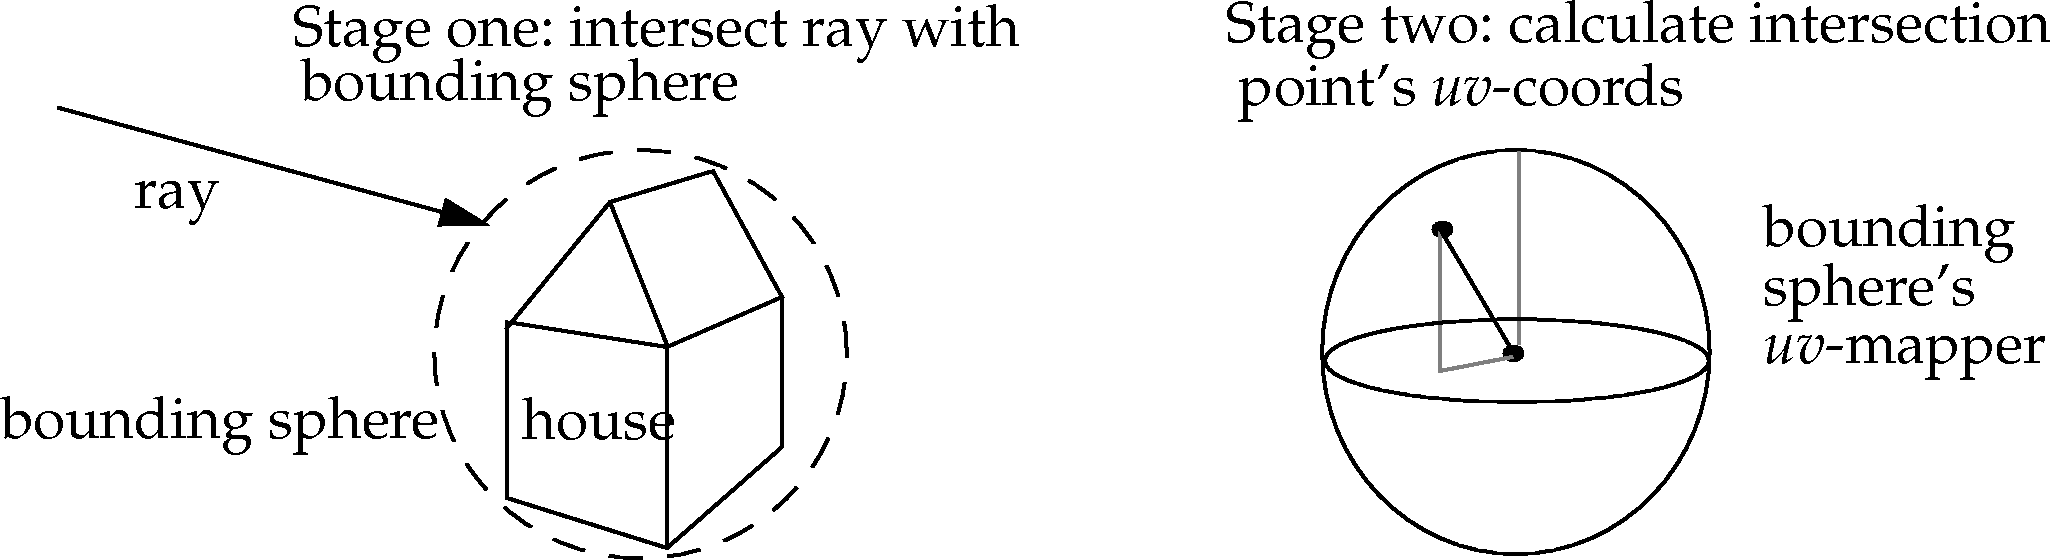 Stage one: intersect ray with
bounding sphere
ray
bounding sphere
house
Stage two: calculate intersection
point’s uv-coords
bounding
sphere’s
uv-mapper